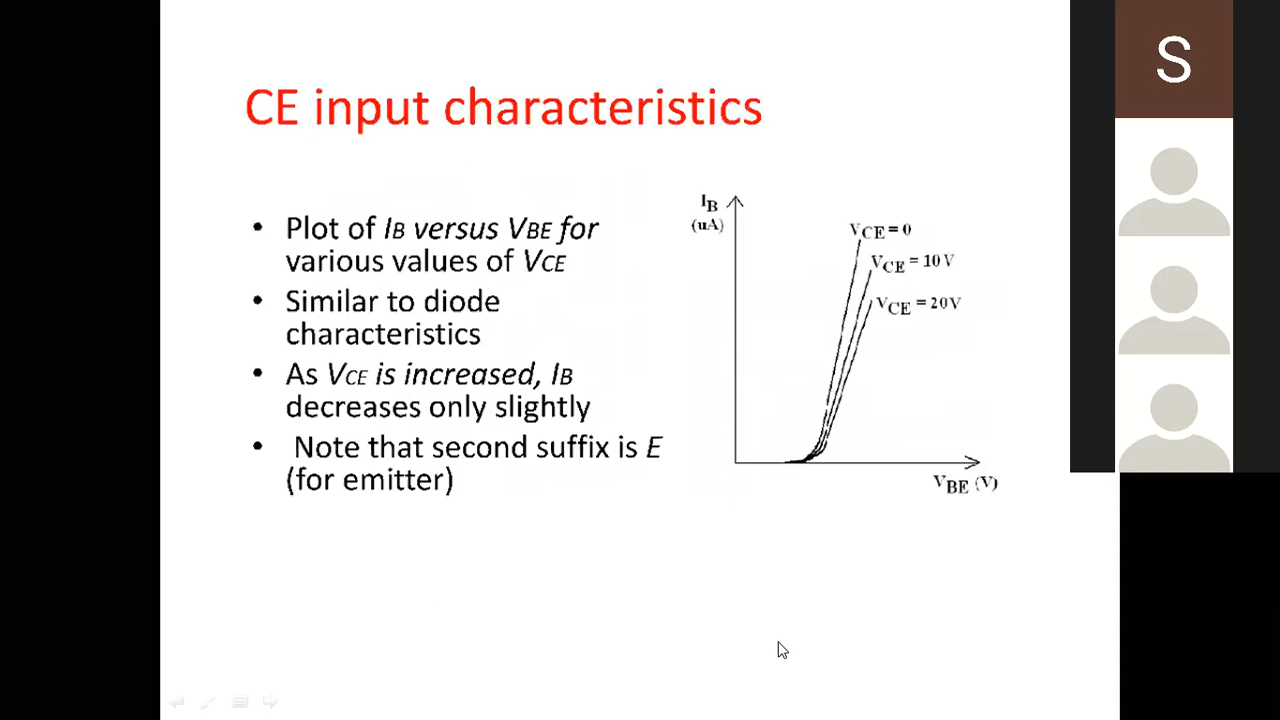 CE input characteristics
• Plot of IB versus VBE for
various values of VCE
• Similar to diode
characteristics
• As VCE is increased, IB
decreases only slightly
• Note that second suffix is E
(for emitter)
IB
(uA)
VCE = 0
VCE = 10V
VCE = 20V
VBE (V)
S